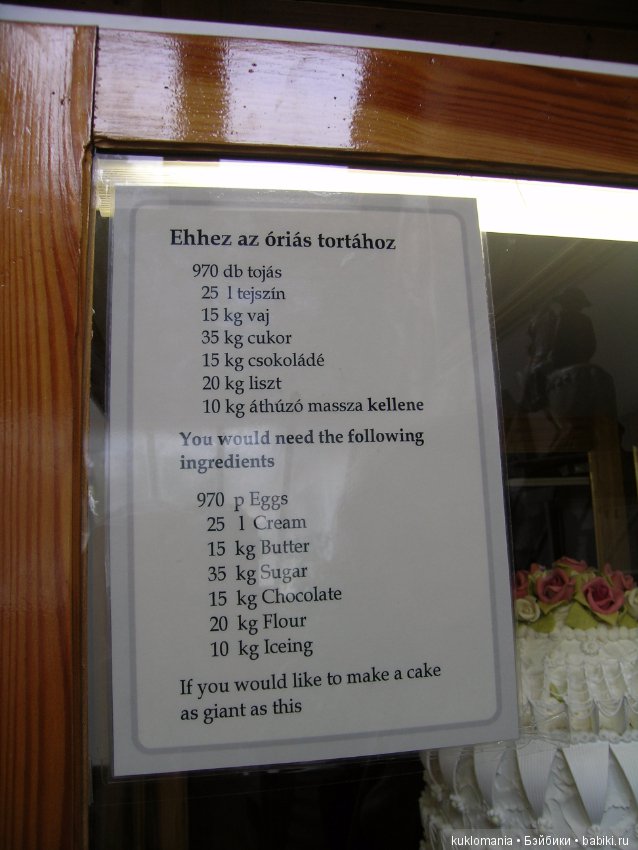 Ehhez az óriás tortához
970 db tojás
25 l tejszín
15 kg vaj
35 kg cukor
15 kg csokoládé
20 kg liszt
10 kg áthúzó massza kellene
You would need the following
ingredients
970 p Eggs
25 l Cream
15 kg Butter
35 kg Sugar
15 kg Chocolate
20 kg Flour
10 kg Iceing
If you would like to make a cake
as giant as this
kuklomania • Бэйбики • babiki.ru